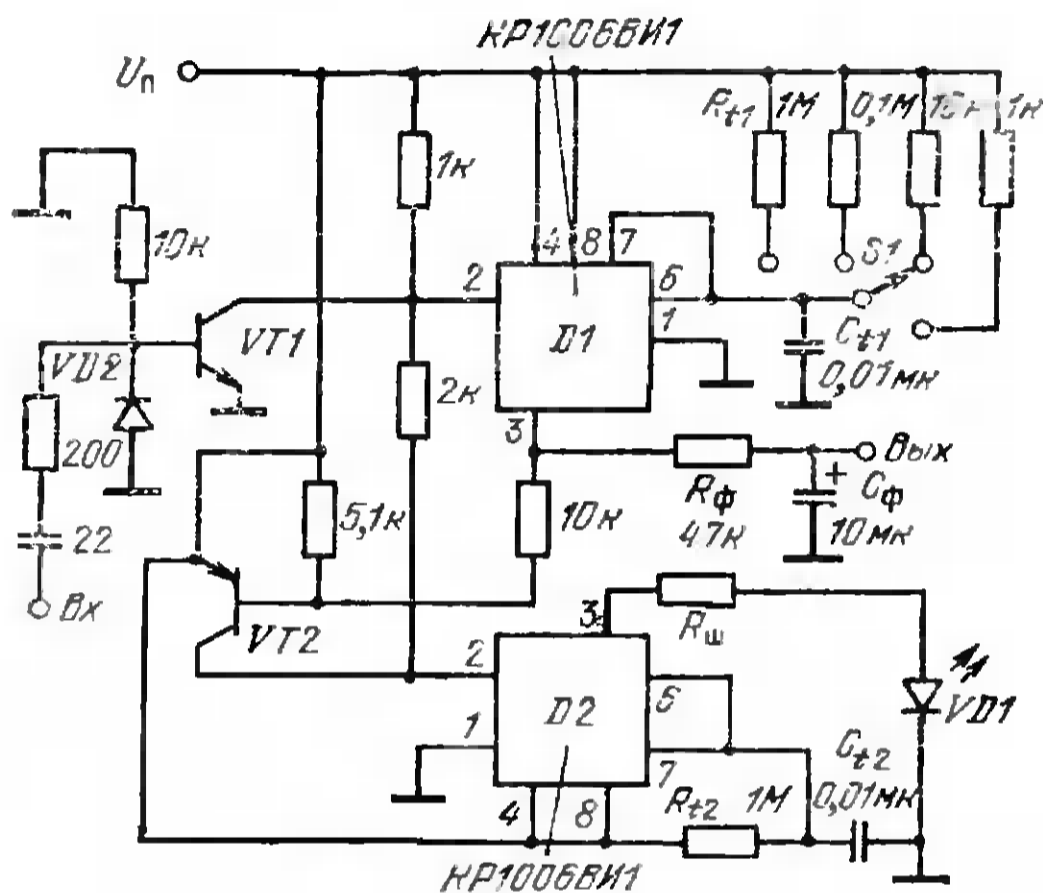 КР1006ВИ1
Uп
Rt1 1М 0,1М 1к
1к
10к
4 8 7
2 6
S1
1
VT1 D1 Ct1
VD2 0,01мк
2к
3
200 Вых
Rф + Cф
5,1к 10к 47к 10мк
22
Вх
3
Rш
VT2
2 6
D2 VD1
1 Ct2
7
4 8 Rt2 1М 0,01мк
КР1006ВИ1